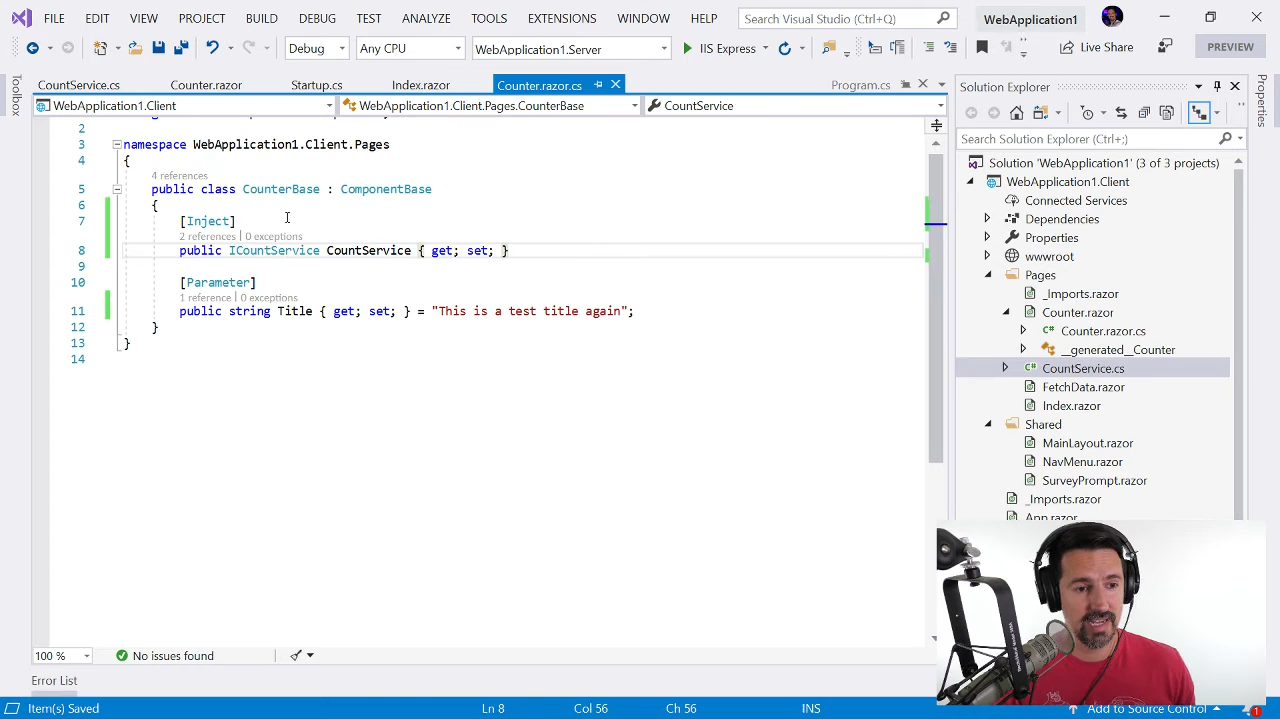 FILE EDIT VIEW PROJECT BUILD DEBUG TEST ANALYZE TOOLS EXTENSIONS WINDOW HELP Search Visual Studio (Ctrl+Q) WebApplication1
Debug Any CPU WebApplication1.Server IIS Express Live Share PREVIEW
Toolbox
CountService.cs Counter.razor Startup.cs Index.razor Counter.razor.cs Program.cs
WebApplication1.Client WebApplication1.Client.Pages.CounterBase CountService
2
3 namespace WebApplication1.Client.Pages
4 {
4 references
5 public class CounterBase : ComponentBase
6 {
7 [Inject]
2 references | 0 exceptions
8 public ICountService CountService { get; set; }
9
10 [Parameter]
1 reference | 0 exceptions
11 public string Title { get; set; } = "This is a test title again";
12 }
13 }
14
100 % No issues found
Error List
Item(s) Saved Ln 8 Col 56 Ch 56 INS Add to Source Control 1
Solution Explorer
Search Solution Explorer (Ctrl+;)
Solution 'WebApplication1' (3 of 3 projects)
WebApplication1.Client
Connected Services
Dependencies
Properties
wwwroot
Pages
_Imports.razor
Counter.razor
C# Counter.razor.cs
__generated__Counter
C# CountService.cs
FetchData.razor
Index.razor
Shared
MainLayout.razor
NavMenu.razor
SurveyPrompt.razor
_Imports.razor
App.razor
Properties